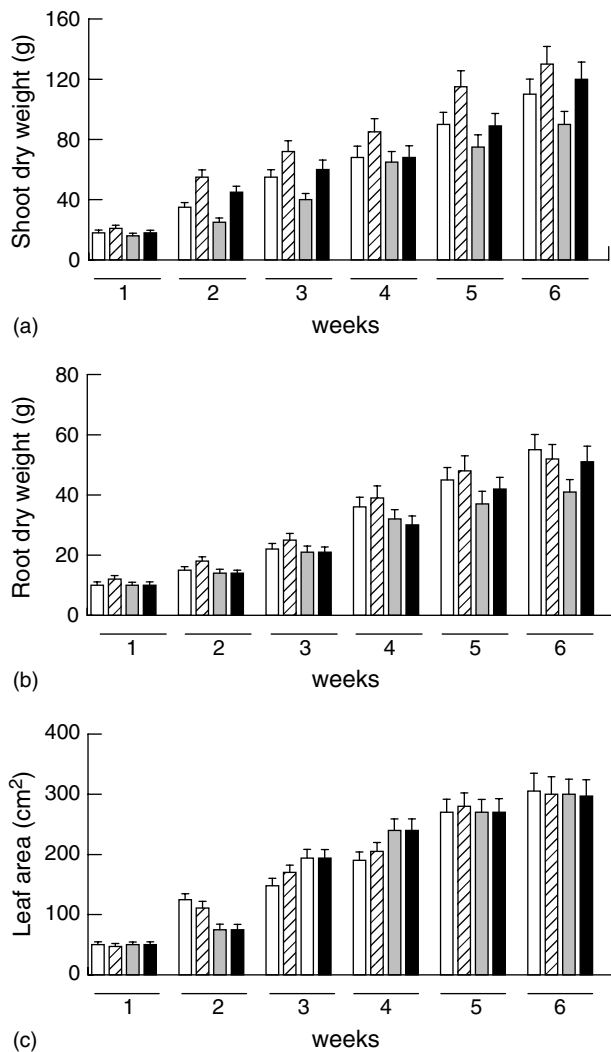 Shoot dry weight (g)
160
120
80
40
0
1 2 3 4 5 6
(a) weeks
Root dry weight (g)
80
60
40
20
0
1 2 3 4 5 6
(b) weeks
Leaf area (cm²)
400
300
200
100
0
1 2 3 4 5 6
(c) weeks